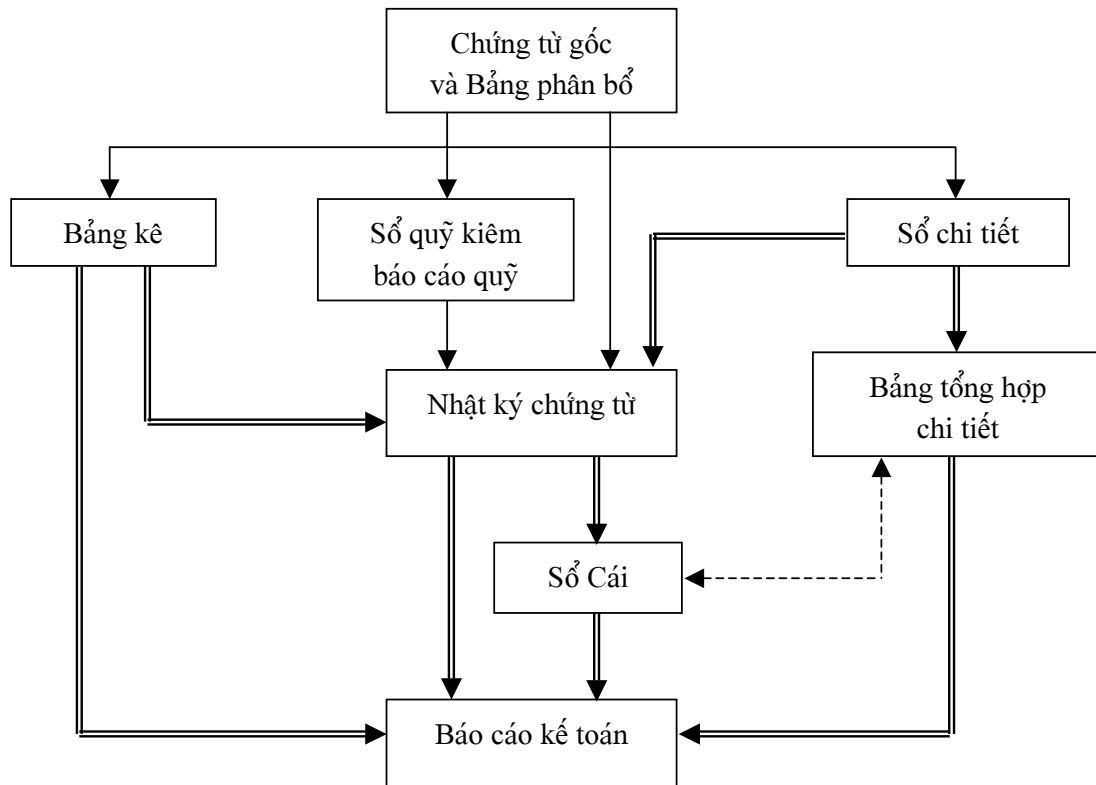 Chứng từ gốc
và Bảng phân bổ
Bảng kê
Sổ quỹ kiêm
báo cáo quỹ
Sổ chi tiết
Nhật ký chứng từ
Bảng tổng hợp
chi tiết
Sổ Cái
Báo cáo kế toán